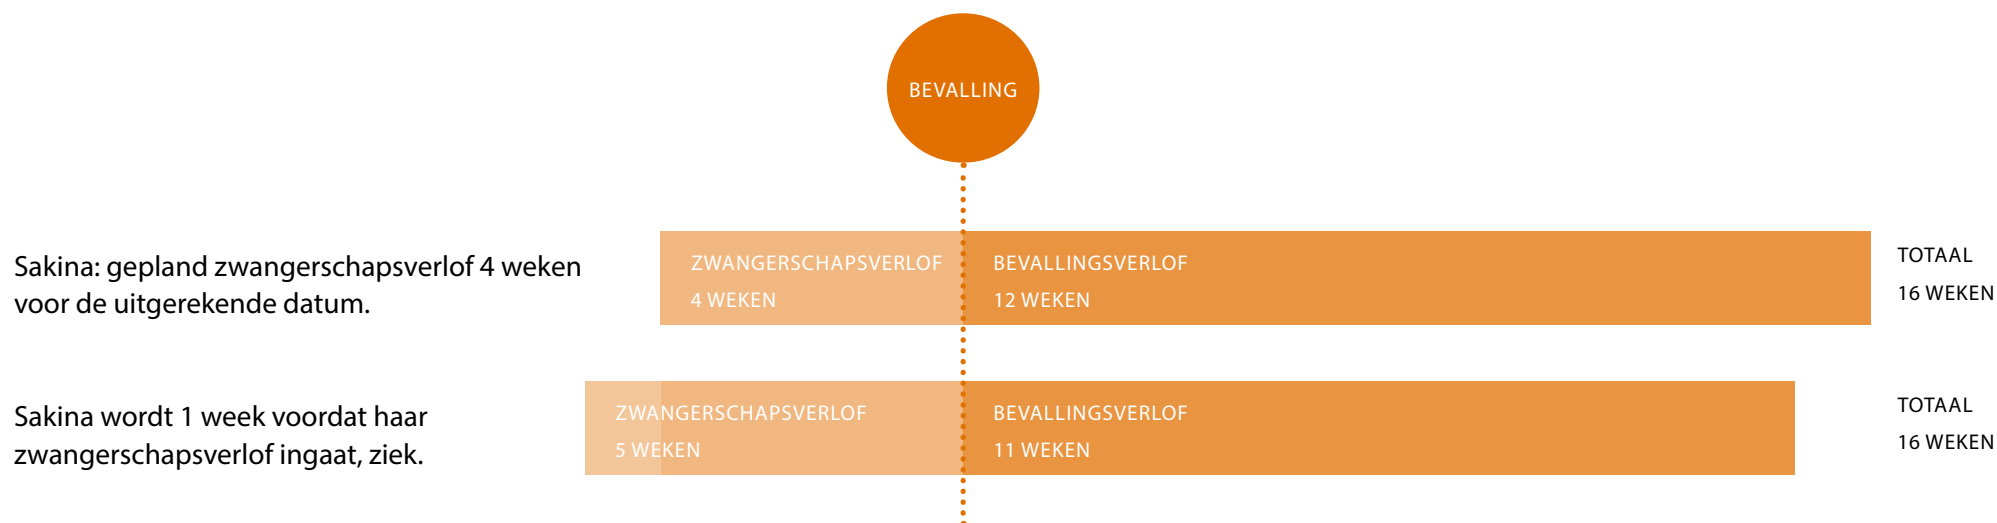 BEVALLING
Sakina: gepland zwangerschapsverlof 4 weken
voor de uitgerekende datum.
ZWANGERSCHAPSVERLOF
4 WEKEN
BEVALLINGSVERLOF
12 WEKEN
TOTAAL
16 WEKEN
Sakina wordt 1 week voordat haar
zwangerschapsverlof ingaat, ziek.
ZWANGERSCHAPSVERLOF
5 WEKEN
BEVALLINGSVERLOF
11 WEKEN
TOTAAL
16 WEKEN